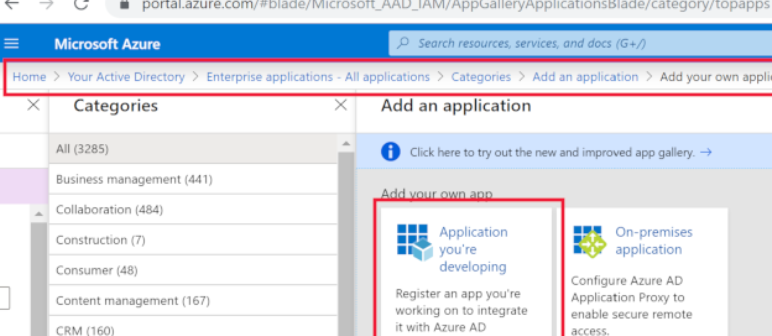 portal.azure.com/#blade/Microsoft_AAD_IAM/AppGalleryApplicationsBlade/category/topapps
Microsoft Azure
Search resources, services, and docs (G+/)
Home > Your Active Directory > Enterprise applications - All applications > Categories > Add an application > Add your own applic
Categories
Add an application
All (3285)
Click here to try out the new and improved app gallery. →
Business management (441)
Add your own app
Collaboration (484)
Construction (7)
Consumer (48)
Content management (167)
CRM (160)
Application
you're
developing
Register an app you're
working on to integrate
it with Azure AD
On-premises
application
Configure Azure AD
Application Proxy to
enable secure remote
access.